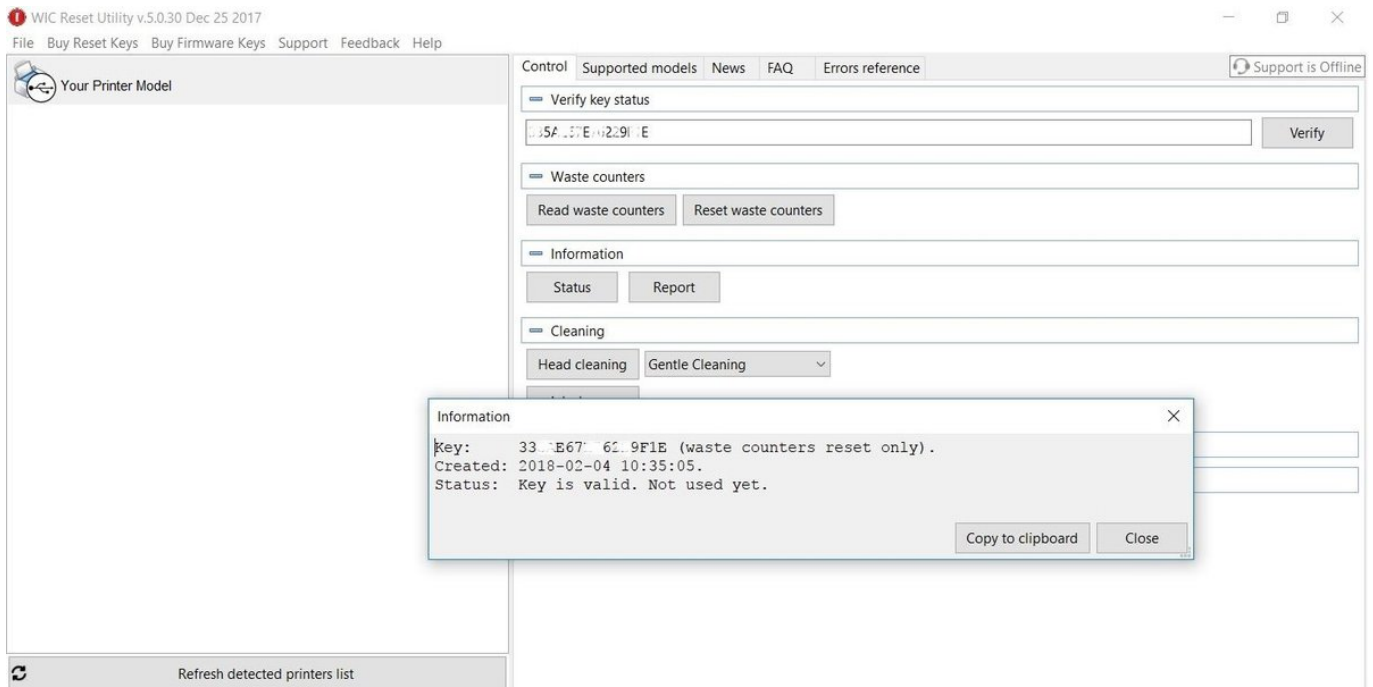 WIC Reset Utility v.5.0.30 Dec 25 2017
File Buy Reset Keys Buy Firmware Keys Support Feedback Help
Your Printer Model
Control Supported models News FAQ Errors reference
Support is Offline
Verify key status
Verify
Waste counters
Read waste counters Reset waste counters
Information
Status Report
Cleaning
Head cleaning Gentle Cleaning
Information
Key: (waste counters reset only).
Created: 2018-02-04 10:35:05.
Status: Key is valid. Not used yet.
Copy to clipboard Close
Refresh detected printers list